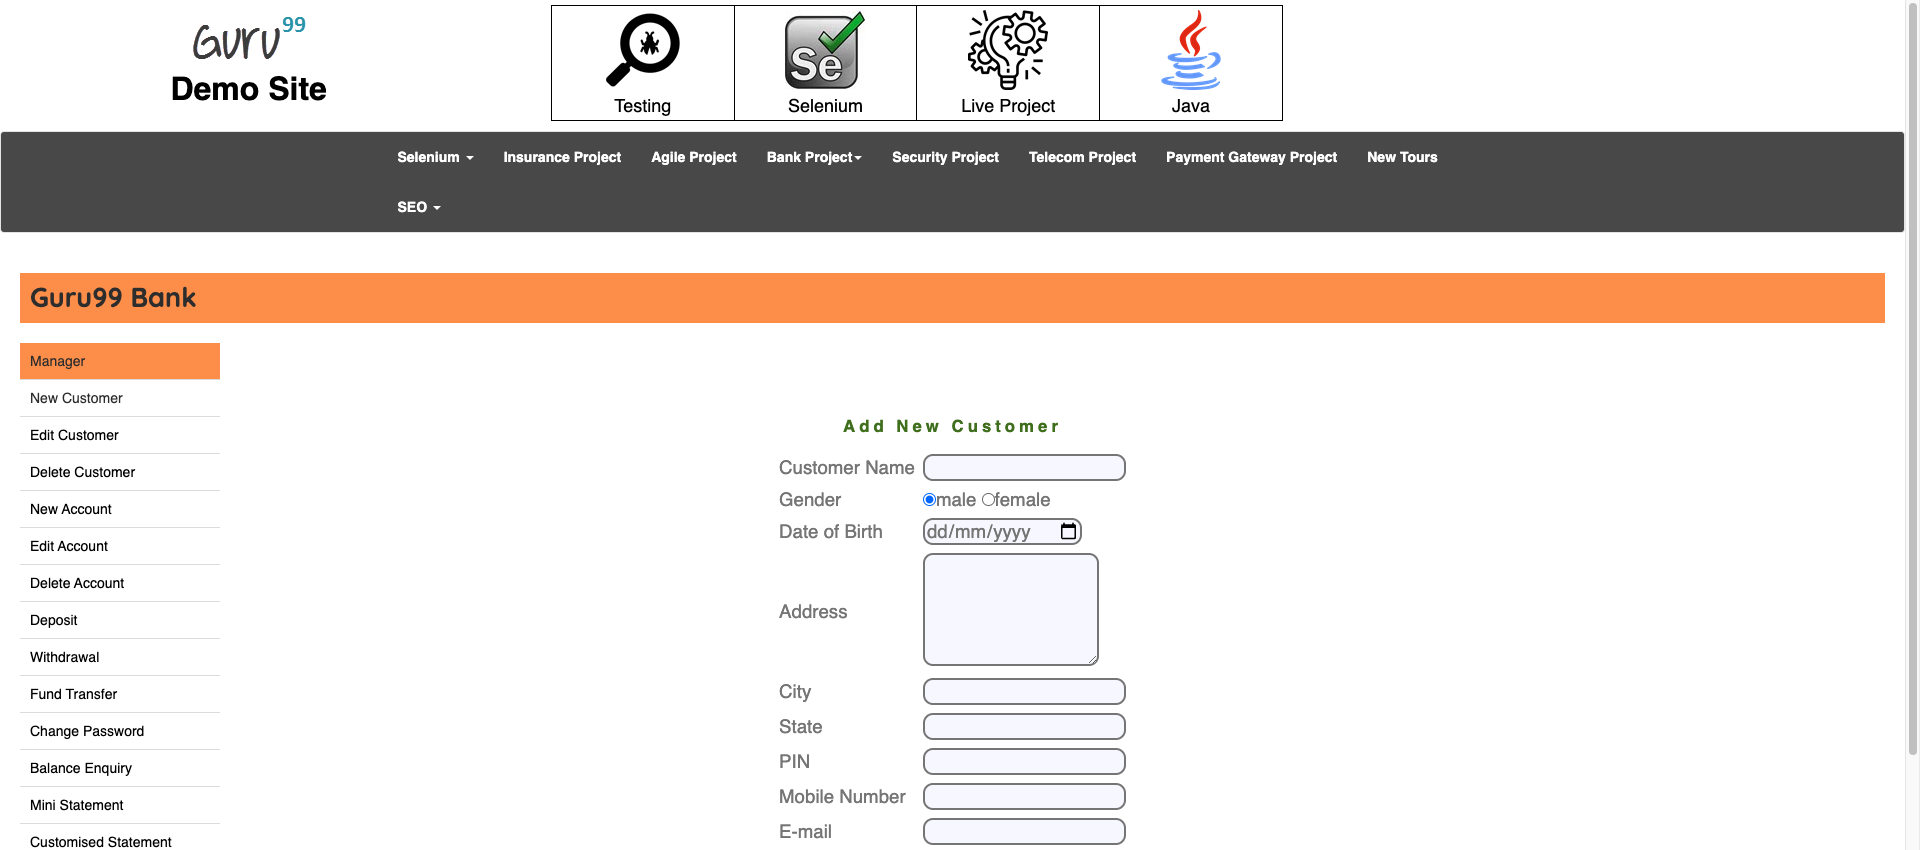 Guru99
Demo Site
Testing
Se
Selenium
Live Project
Java
Selenium
Insurance Project
Agile Project
Bank Project
Security Project
Telecom Project
Payment Gateway Project
New Tours
SEO
Guru99 Bank
Manager
New Customer
Edit Customer
Delete Customer
New Account
Edit Account
Delete Account
Deposit
Withdrawal
Fund Transfer
Change Password
Balance Enquiry
Mini Statement
Customised Statement
Add New Customer
Customer Name
Gender male female
Date of Birth dd/mm/yyyy
Address
City
State
PIN
Mobile Number
E-mail